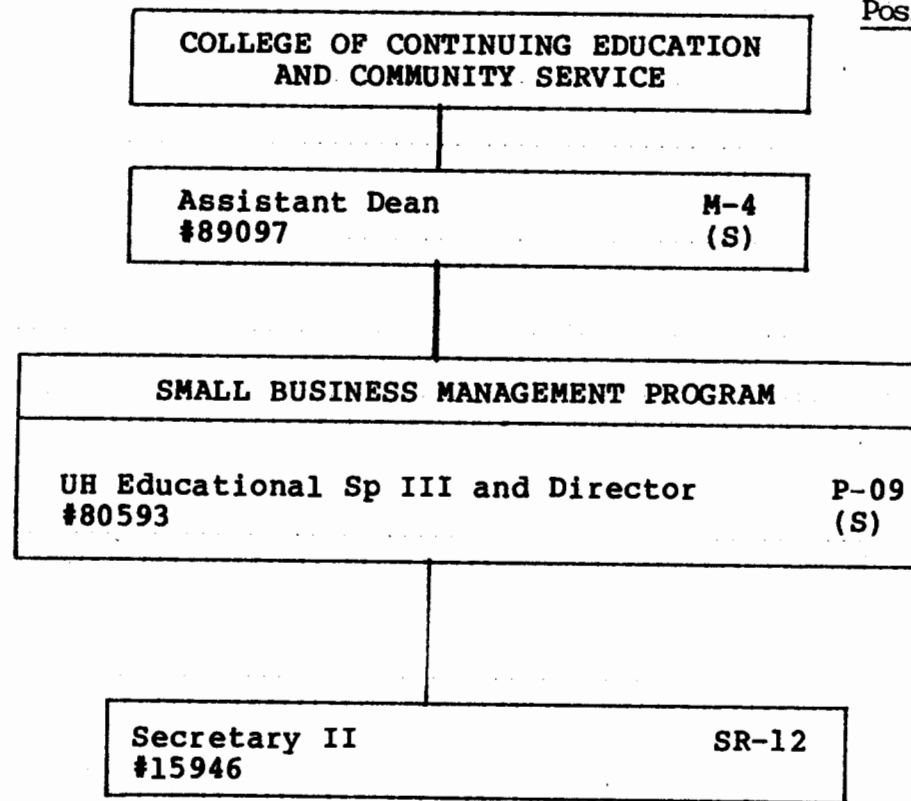 Pos
COLLEGE OF CONTINUING EDUCATION
AND COMMUNITY SERVICE
Assistant Dean M-4
#89097 (S)
SMALL BUSINESS MANAGEMENT PROGRAM
UH Educational Sp III and Director P-09
#80593 (S)
Secretary II SR-12
#15946